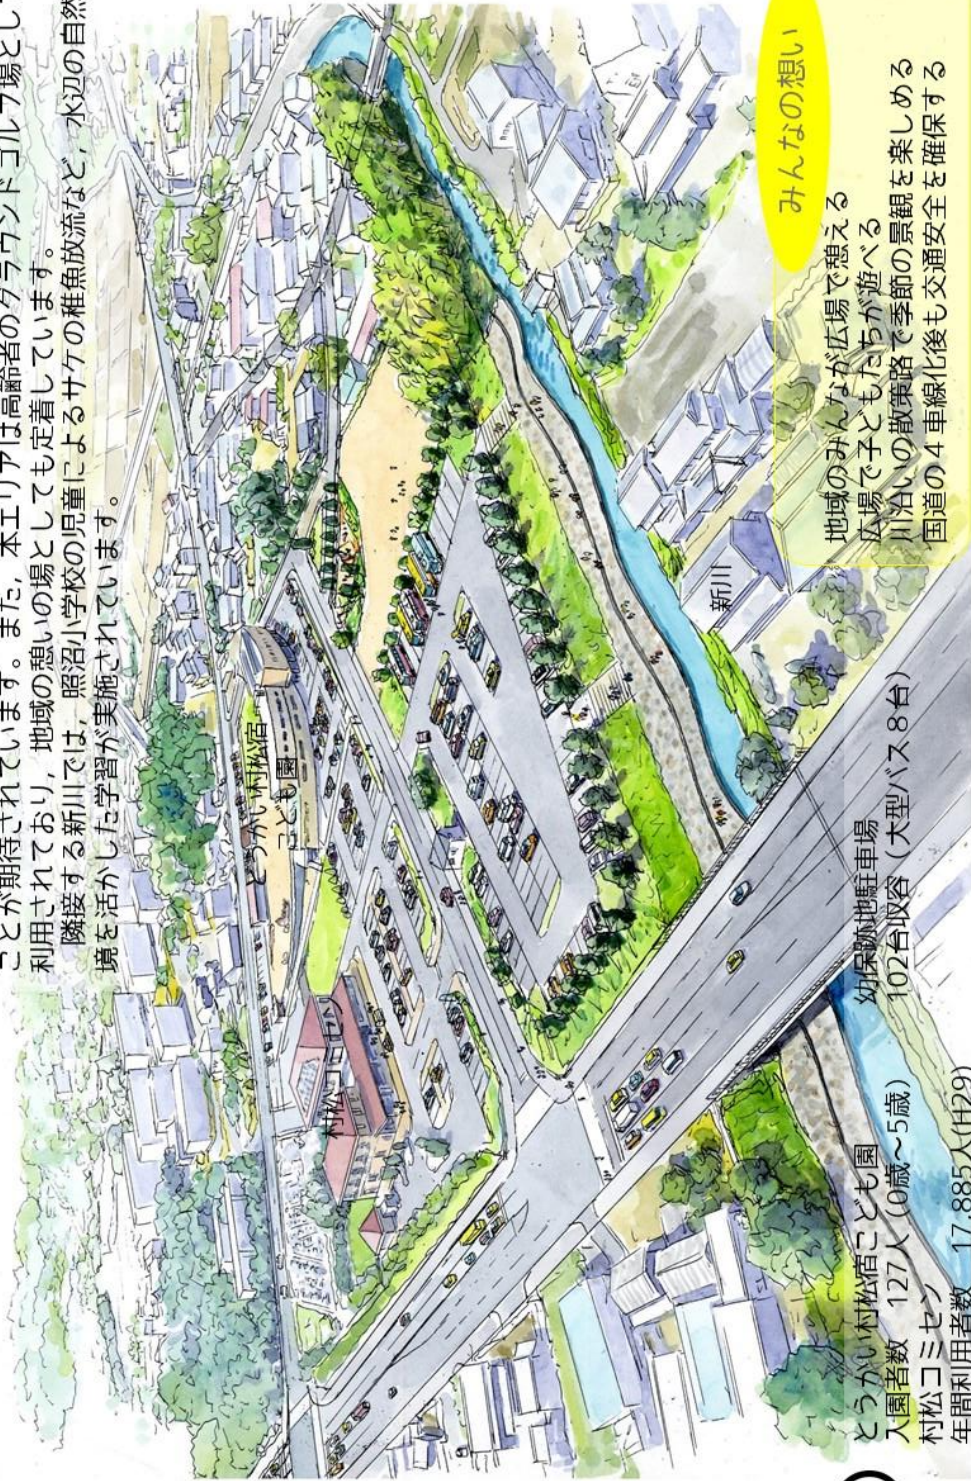 ことが期待されています。また，本エリアは高齢者のグラウンドゴルフ場とし
利用されており，地域の憩いの場としても定着しています。
隣接する新川では，照沼小学校の児童によるサケの稚魚放流など，水辺の自然
境を活かした学習が実施されています。
とうかい村松宿
こども園
村松コミセン
新川
みんなの想い
地域のみんなが広場で憩える
広場で子どもたちが遊べる
川沿いの散策路で季節の景観を楽しめる
国道の４車線化後も交通安全を確保する
幼保跡地駐車場
102台収容（大型バス８台）
とうかい村松宿こども園
入園者数　127人（0歳～5歳）
村松コミセン
年間利用者数　17,885人(H29)